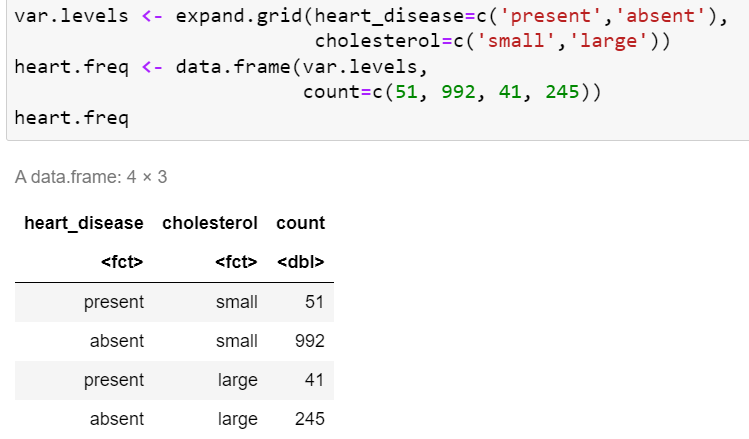 var.levels <- expand.grid(heart_disease=c('present','absent'),
cholesterol=c('small','large'))
heart.freq <- data.frame(var.levels,
count=c(51, 992, 41, 245))
heart.freq
A data.frame: 4 × 3
heart_disease cholesterol count
<fct> <fct> <dbl>
present small 51
absent small 992
present large 41
absent large 245